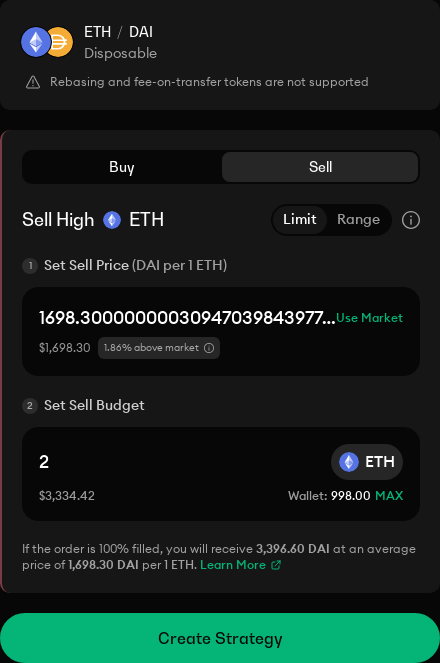 ETH / DAI
Disposable
Rebasing and fee-on-transfer tokens are not supported
Buy Sell
Sell High ETH Limit Range
1 Set Sell Price (DAI per 1 ETH)
1698.30000000030947039843977... Use Market
$1,698.30 1.86% above market
2 Set Sell Budget
2 ETH
$3,334.42 Wallet: 998.00 MAX
If the order is 100% filled, you will receive 3,396.60 DAI at an average
price of 1,698.30 DAI per 1 ETH. Learn More
Create Strategy